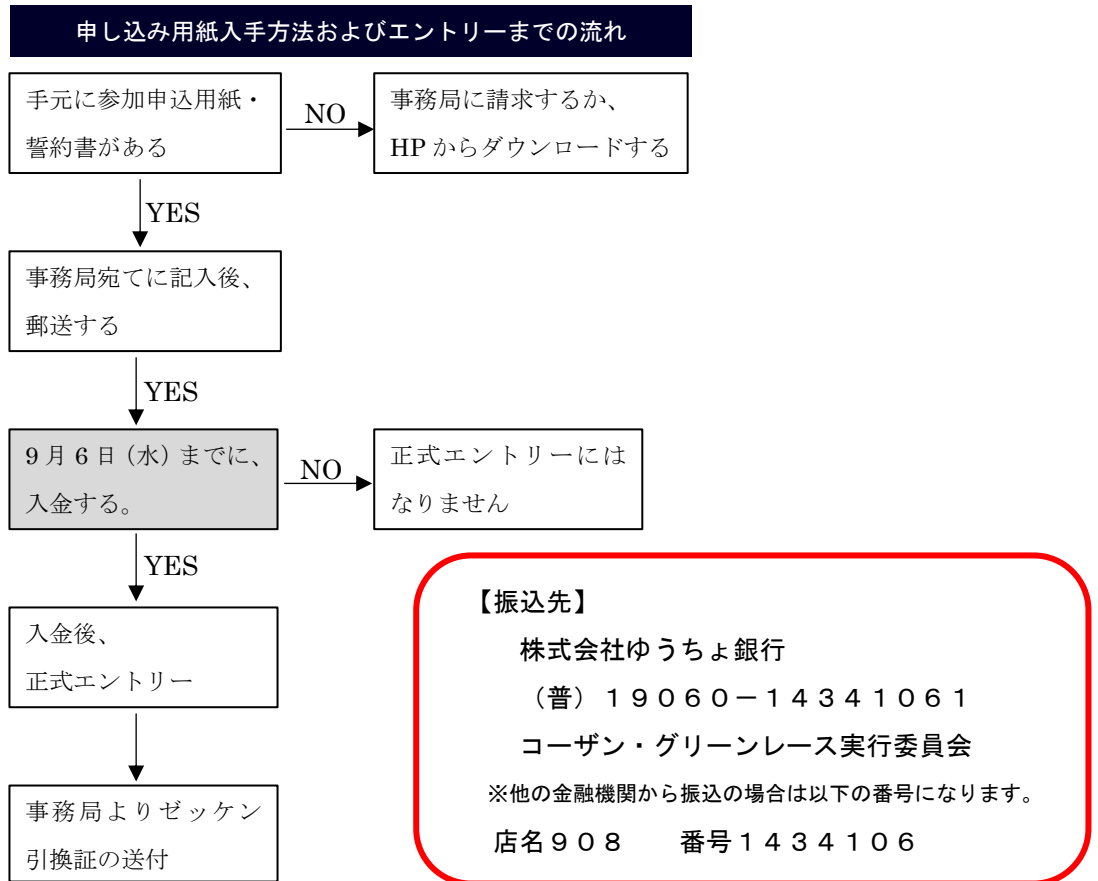 申し込み用紙入手方法およびエントリーまでの流れ
手元に参加申込用紙・
誓約書がある
NO
事務局に請求するか、
HP からダウンロードする
YES
事務局宛てに記入後、
郵送する
YES
9 月 6 日（水）までに、
入金する。
NO
正式エントリーには
なりません
YES
入金後、
正式エントリー
事務局よりゼッケン
引換証の送付
【振込先】
株式会社ゆうちょ銀行
（普）１９０６０－１４３４１０６１
コーザン・グリーンレース実行委員会
※他の金融機関から振込の場合は以下の番号になります。
店名９０８　　番号１４３４１０６